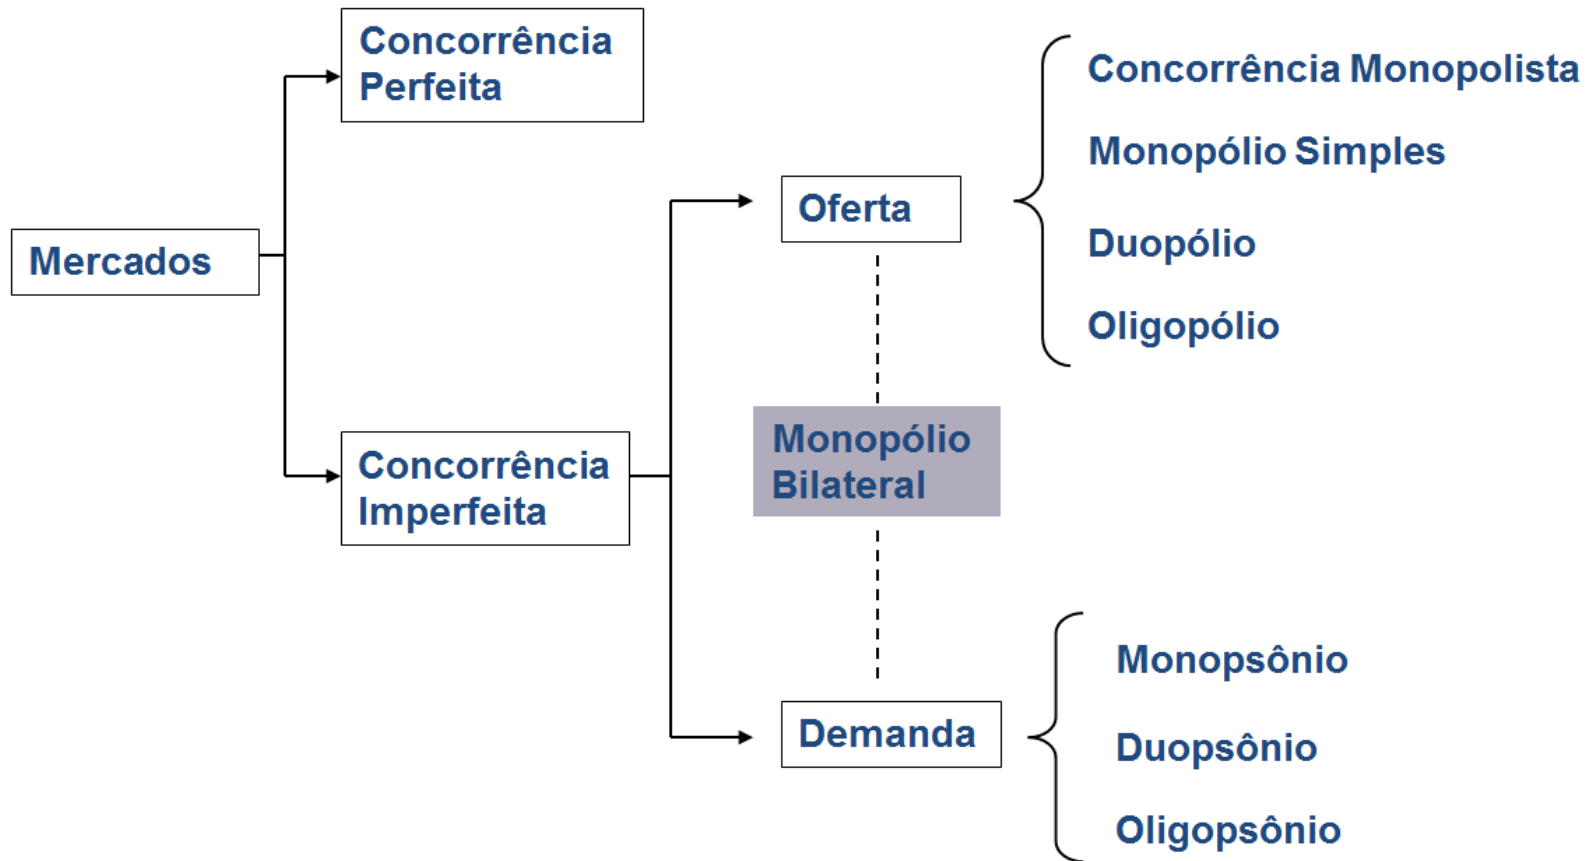 Mercados
Concorrência
Perfeita
Concorrência
Imperfeita
Oferta
Monopólio
Bilateral
Demanda
Concorrência Monopolista
Monopólio Simples
Duopólio
Oligopólio
Monopsônio
Duopsônio
Oligopsônio